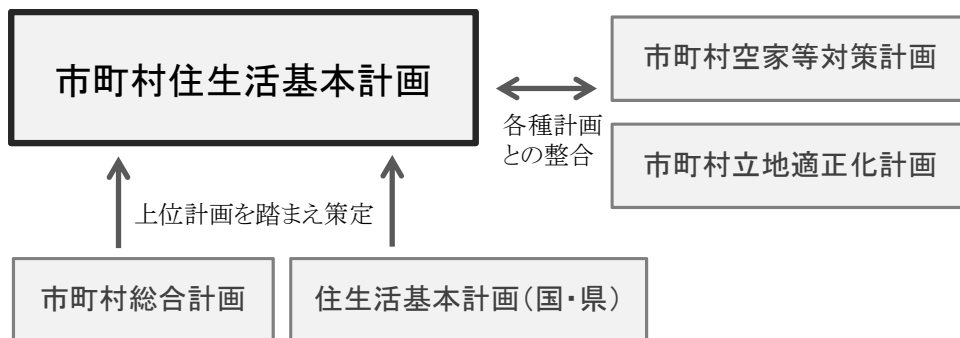 市町村住生活基本計画
市町村空家等対策計画
各種計画
との整合
市町村立地適正化計画
上位計画を踏まえ策定
市町村総合計画
住生活基本計画(国・県)